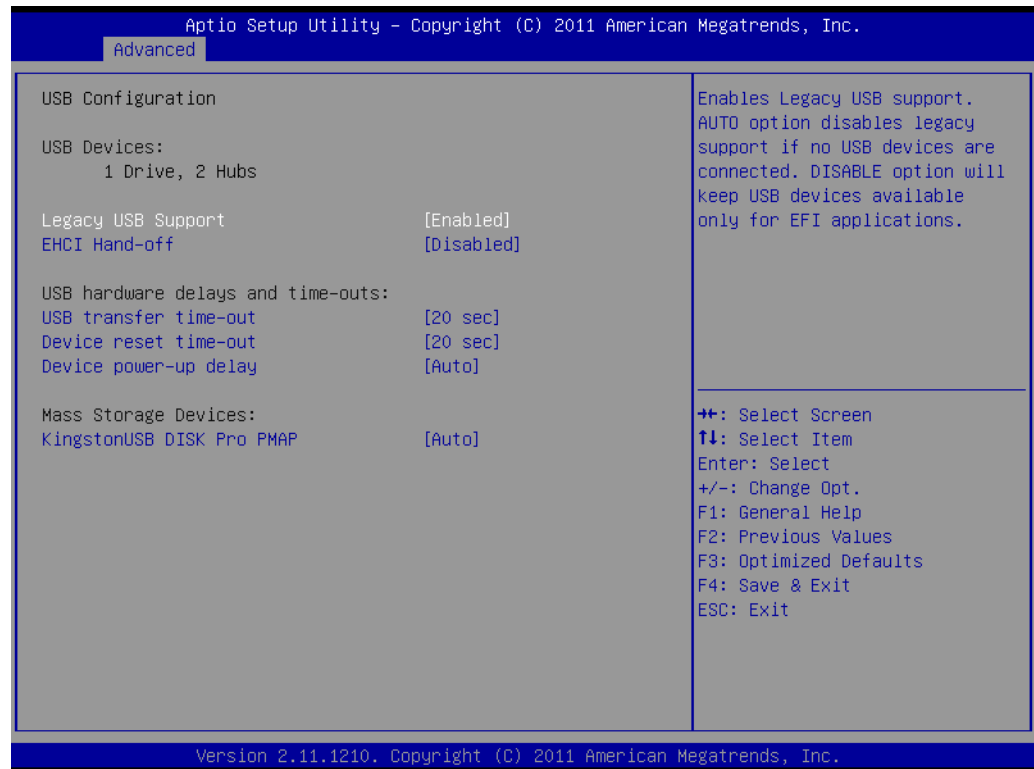 Aptio Setup Utility – Copyright (C) 2011 American Megatrends, Inc.
Advanced
USB Configuration
USB Devices:
1 Drive, 2 Hubs
Legacy USB Support [Enabled]
EHCI Hand-off [Disabled]
USB hardware delays and time-outs:
USB transfer time-out [20 sec]
Device reset time-out [20 sec]
Device power-up delay [Auto]
Mass Storage Devices:
KingstonUSB DISK Pro PMAP [Auto]
Enables Legacy USB support.
AUTO option disables legacy
support if no USB devices are
connected. DISABLE option will
keep USB devices available
only for EFI applications.
→←: Select Screen
↑↓: Select Item
Enter: Select
+/-: Change Opt.
F1: General Help
F2: Previous Values
F3: Optimized Defaults
F4: Save & Exit
ESC: Exit
Version 2.11.1210. Copyright (C) 2011 American Megatrends, Inc.